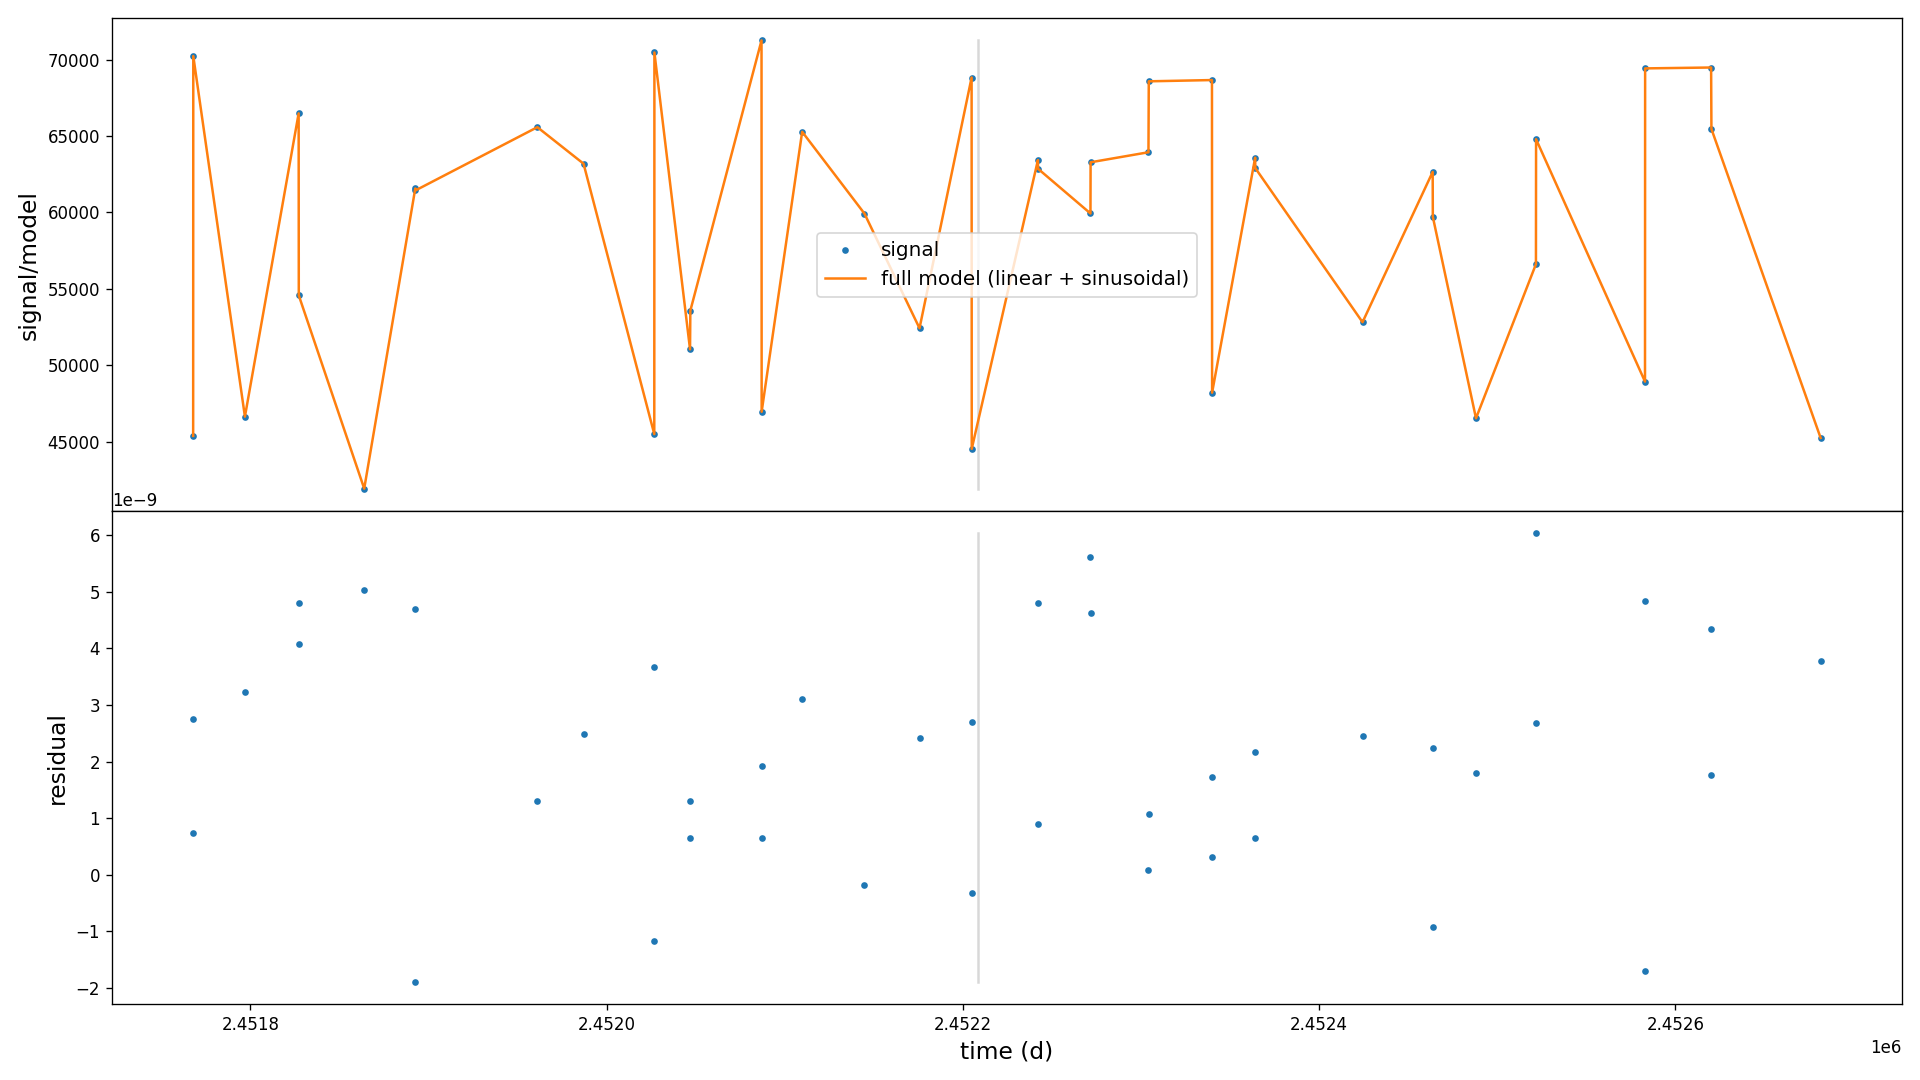 70000
65000
60000
55000
50000
45000
signal/model
signal
full model (linear + sinusoidal)
1e−9
6
5
4
3
2
1
0
−1
−2
residual
2.4518
2.4520
2.4522
2.4524
2.4526
time (d)
1e6